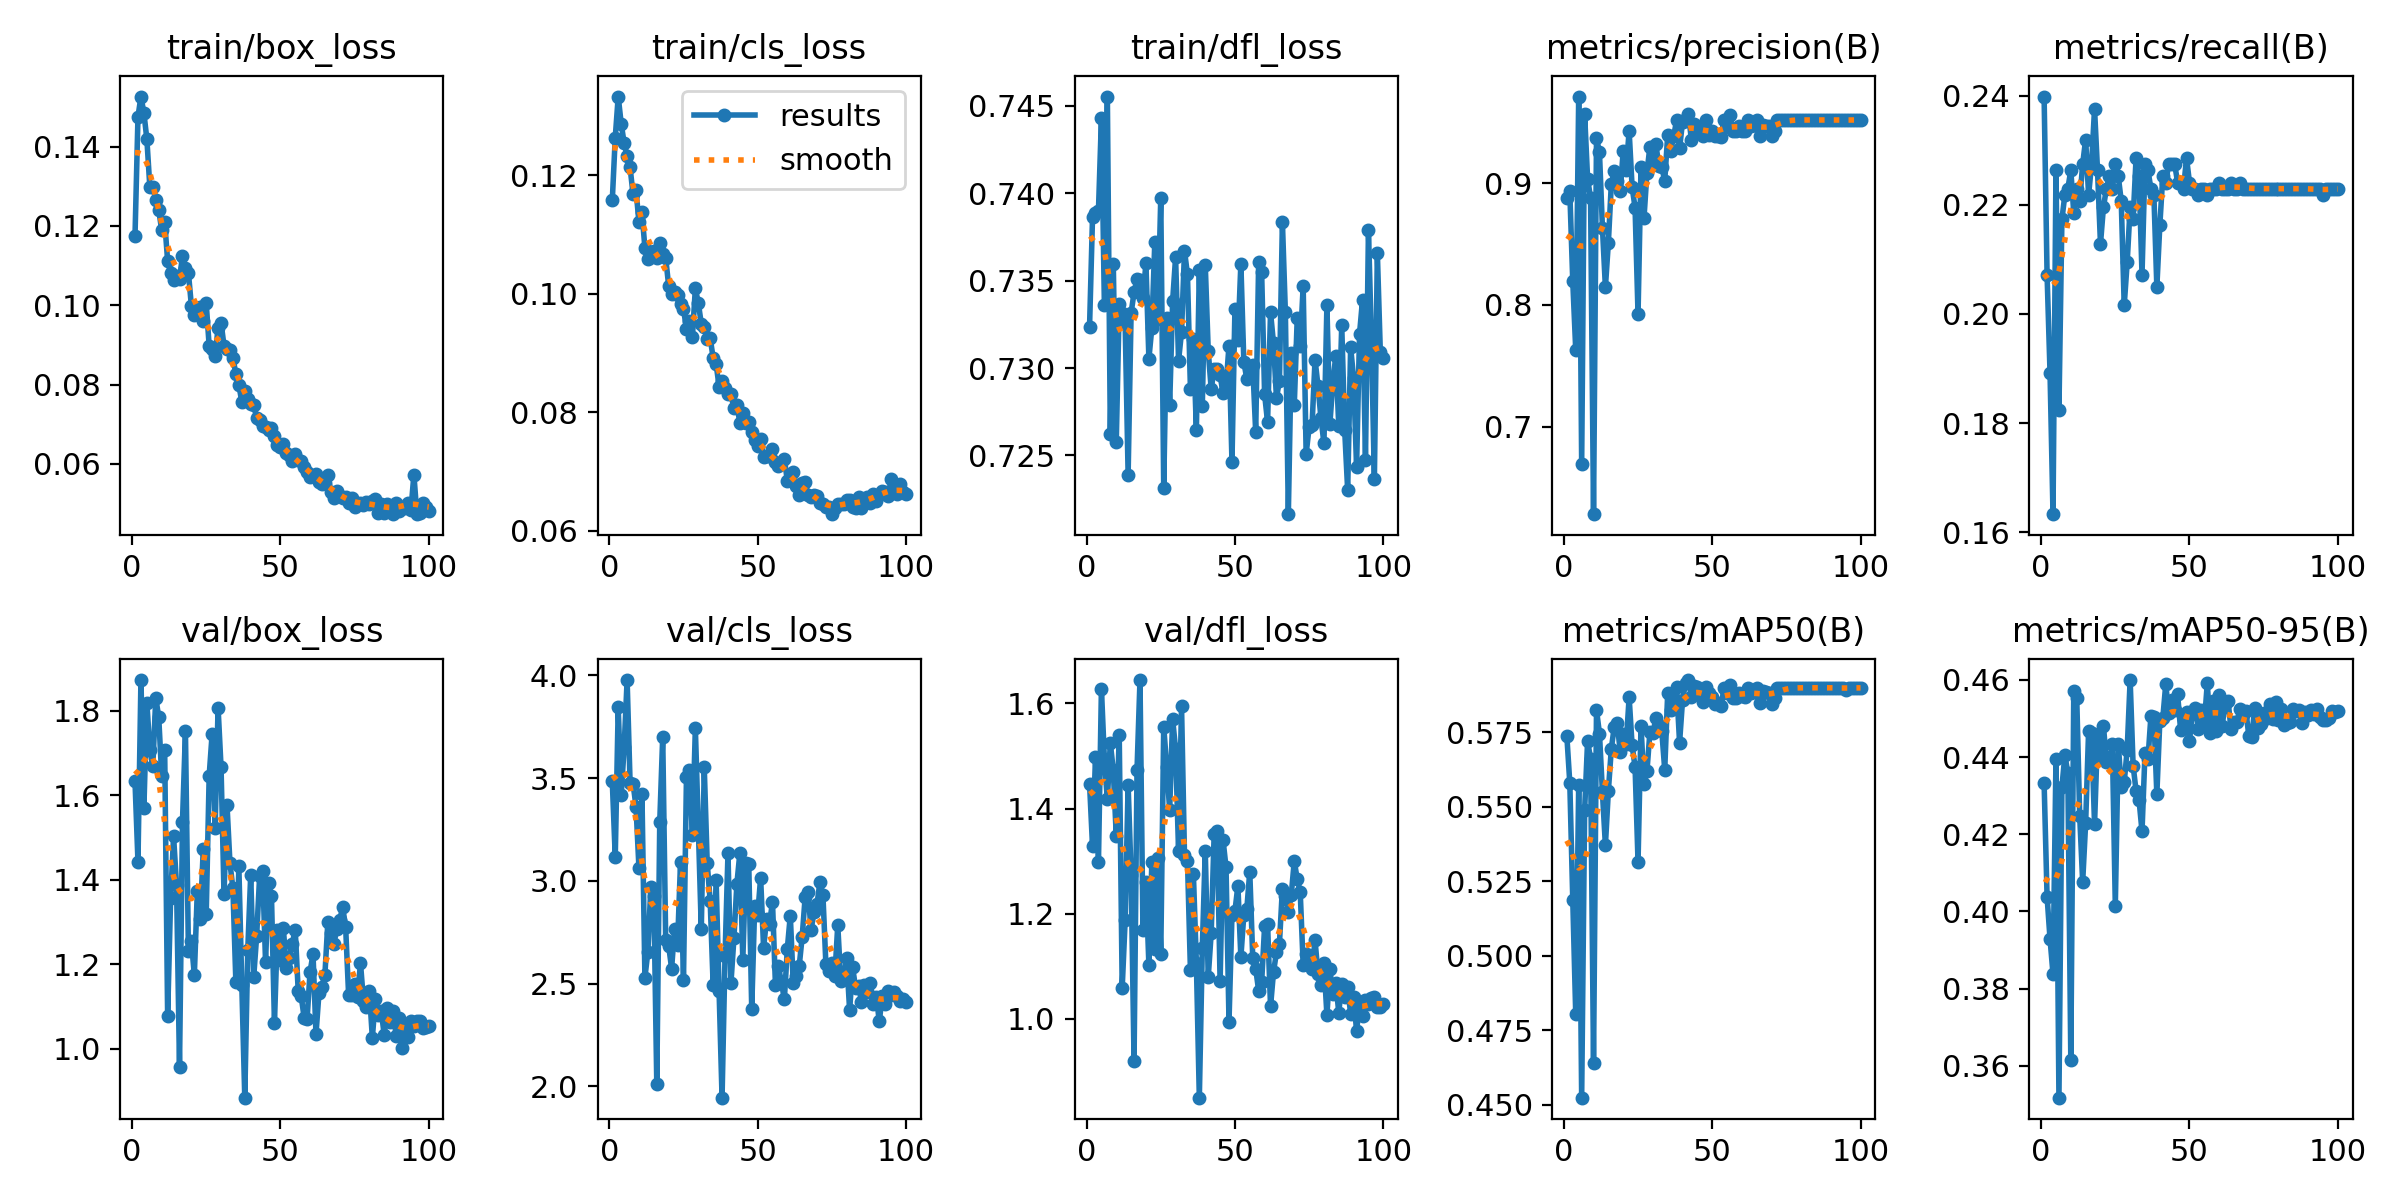 train/box_loss
0.14
0.12
0.10
0.08
0.06
0 50 100
train/cls_loss
results
smooth
0.12
0.10
0.08
0.06
0 50 100
train/dfl_loss
0.745
0.740
0.735
0.730
0.725
0 50 100
metrics/precision(B)
0.9
0.8
0.7
0 50 100
metrics/recall(B)
0.24
0.22
0.20
0.18
0.16
0 50 100
val/box_loss
1.8
1.6
1.4
1.2
1.0
0 50 100
val/cls_loss
4.0
3.5
3.0
2.5
2.0
0 50 100
val/dfl_loss
1.6
1.4
1.2
1.0
0 50 100
metrics/mAP50(B)
0.575
0.550
0.525
0.500
0.475
0.450
0 50 100
metrics/mAP50-95(B)
0.46
0.44
0.42
0.40
0.38
0.36
0 50 100